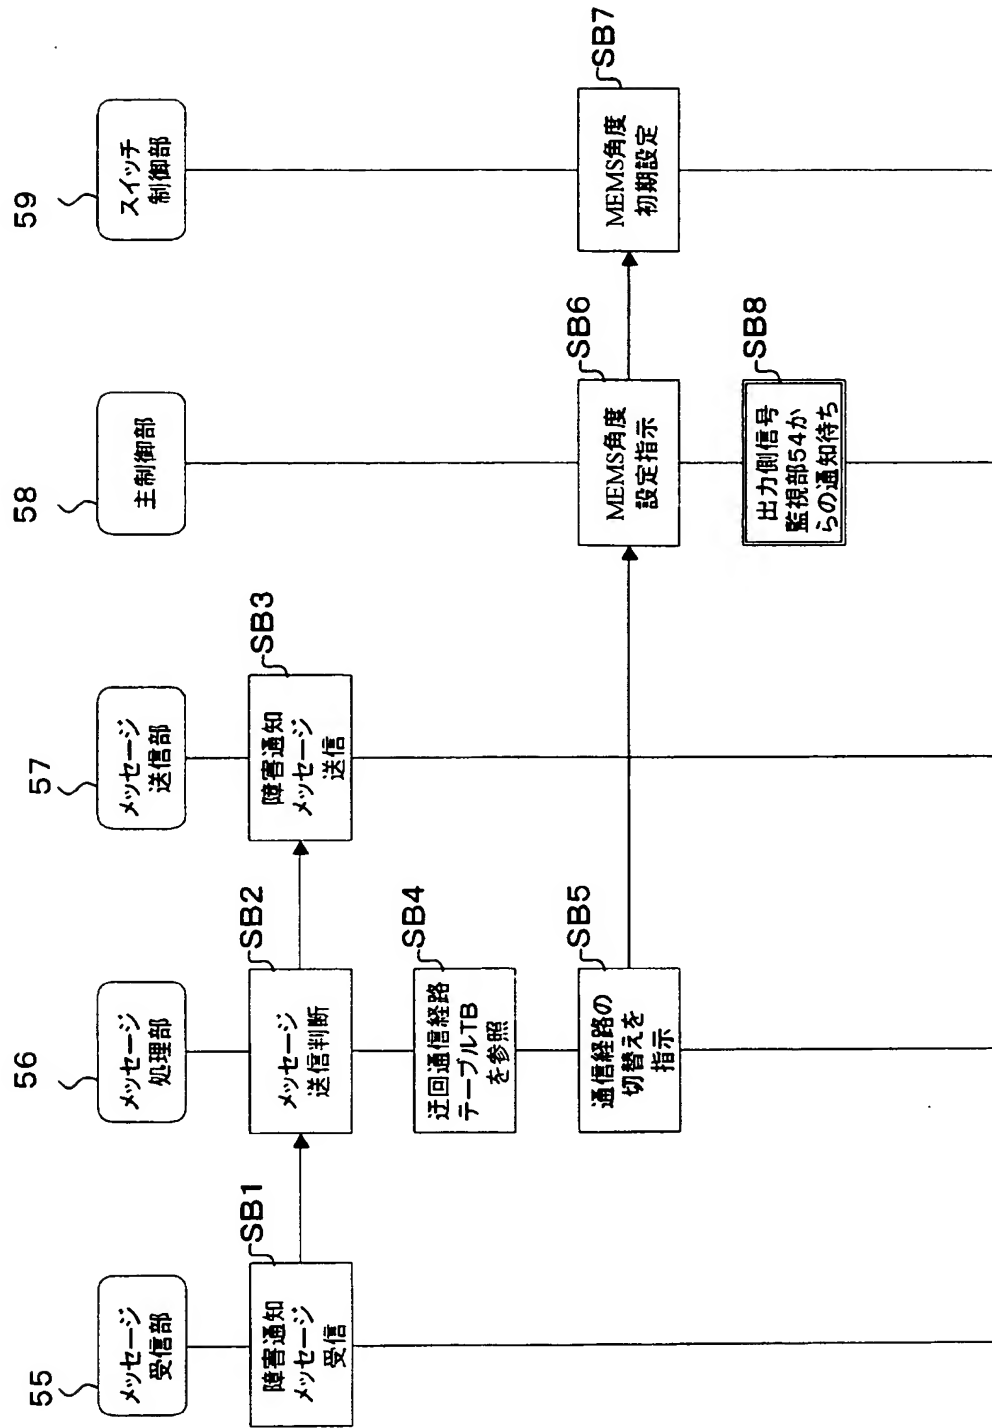 55
メッセージ
受信部
56
メッセージ
処理部
57
メッセージ
送信部
58
主制御部
59
スイッチ
制御部
SB1
障害通知
メッセージ
受信
SB2
メッセージ
送信判断
SB3
障害通知
メッセージ
送信
SB4
迂回通信経路
テーブルTB
を参照
SB5
通信経路の
切替えを
指示
SB6
MEMS角度
設定指示
SB7
MEMS角度
初期設定
SB8
出力側信号
監視部54か
らの通知待ち